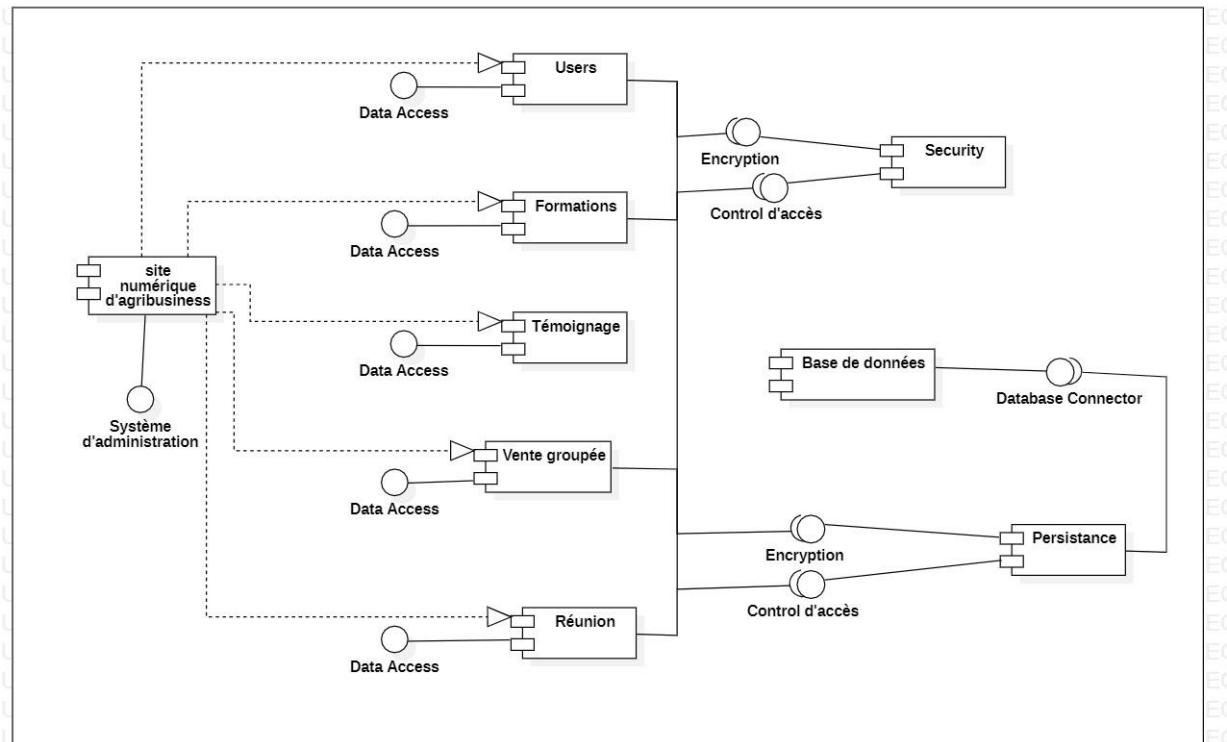 Users
Data Access
Encryption
Security
Control d'accès
Formations
Data Access
site
numérique
d'agribusiness
Témoignage
Data Access
Base de données
Database Connector
Système
d'administration
Vente groupée
Data Access
Encryption
Persistance
Control d'accès
Réunion
Data Access